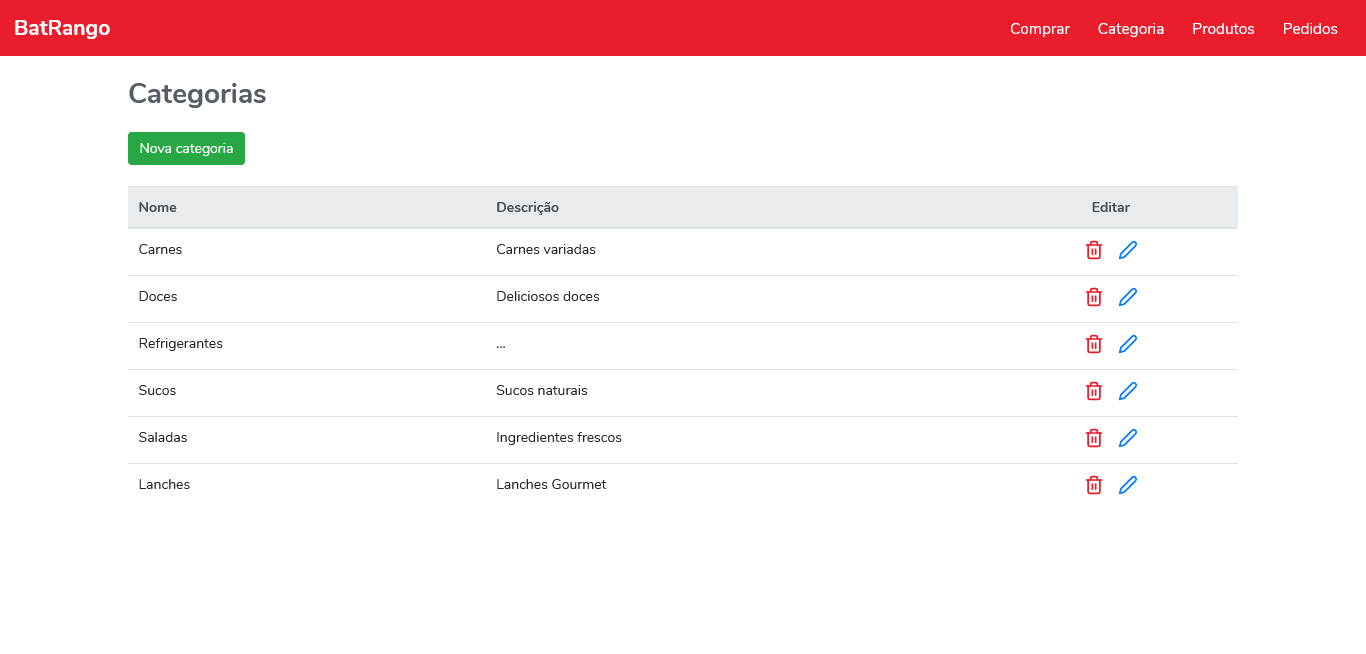 BatRango Comprar Categoria Produtos Pedidos
Categorias
Nova categoria
Nome Descrição Editar
Carnes Carnes variadas
Doces Deliciosos doces
Refrigerantes ...
Sucos Sucos naturais
Saladas Ingredientes frescos
Lanches Lanches Gourmet